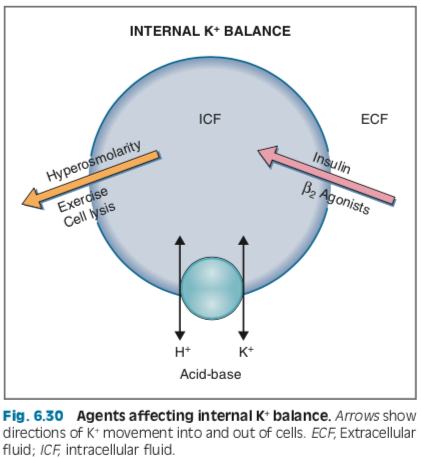 INTERNAL K⁺ BALANCE
ICF
ECF
Hyperosmolarity
Exercise
Cell lysis
Insulin
β₂ Agonists
H⁺
K⁺
Acid-base
Fig. 6.30 Agents affecting internal K⁺ balance. Arrows show
directions of K⁺ movement into and out of cells. ECF, Extracellular
fluid; ICF, intracellular fluid.